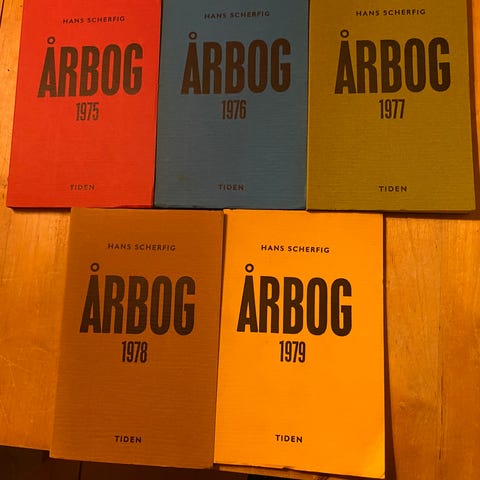 HANS SCHERFIG
ÅRBOG
1975
TIDEN
HANS SCHERFIG
ÅRBOG
1976
TIDEN
HANS SCHERFIG
ÅRBOG
1977
TIDEN
HANS SCHERFIG
ÅRBOG
1978
TIDEN
HANS SCHERFIG
ÅRBOG
1979
TIDEN